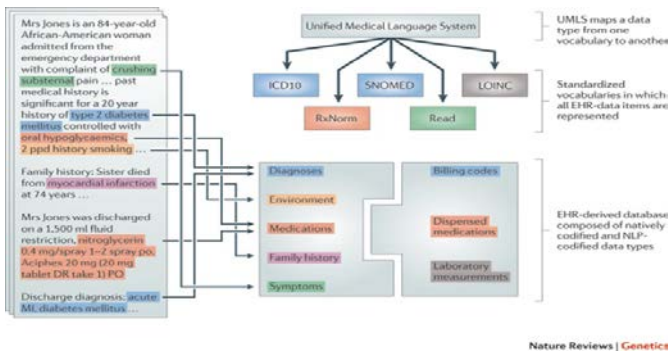 Mrs Jones is an 84-year-old
African-American woman
admitted from the
emergency department
with complaint of crushing
substernal pain ... past
medical history is
significant for a 20 year
history of type 2 diabetes
mellitus controlled with
oral hypoglycaemics,
2 ppd history smoking ...
Family history: Sister died
from myocardial infarction
at 74 years ...
Mrs Jones was discharged
on a 1,500 ml fluid
restriction, nitroglycerin
0.4 mg/spray 1–2 spray po,
Aciphex 20 mg (20 mg
tablet DR take 1) PO
Discharge diagnosis: acute
MI, diabetes mellitus ...
Unified Medical Language System
ICD10
SNOMED
LOINC
RxNorm
Read
UMLS maps a data
type from one
vocabulary to another
Standardized
vocabularies in which
all EHR-data items are
represented
Diagnoses
Environment
Medications
Family history
Symptoms
Billing codes
Dispensed
medications
Laboratory
measurements
EHR-derived database
composed of natively
codified and NLP-
codified data types
Nature Reviews | Genetics